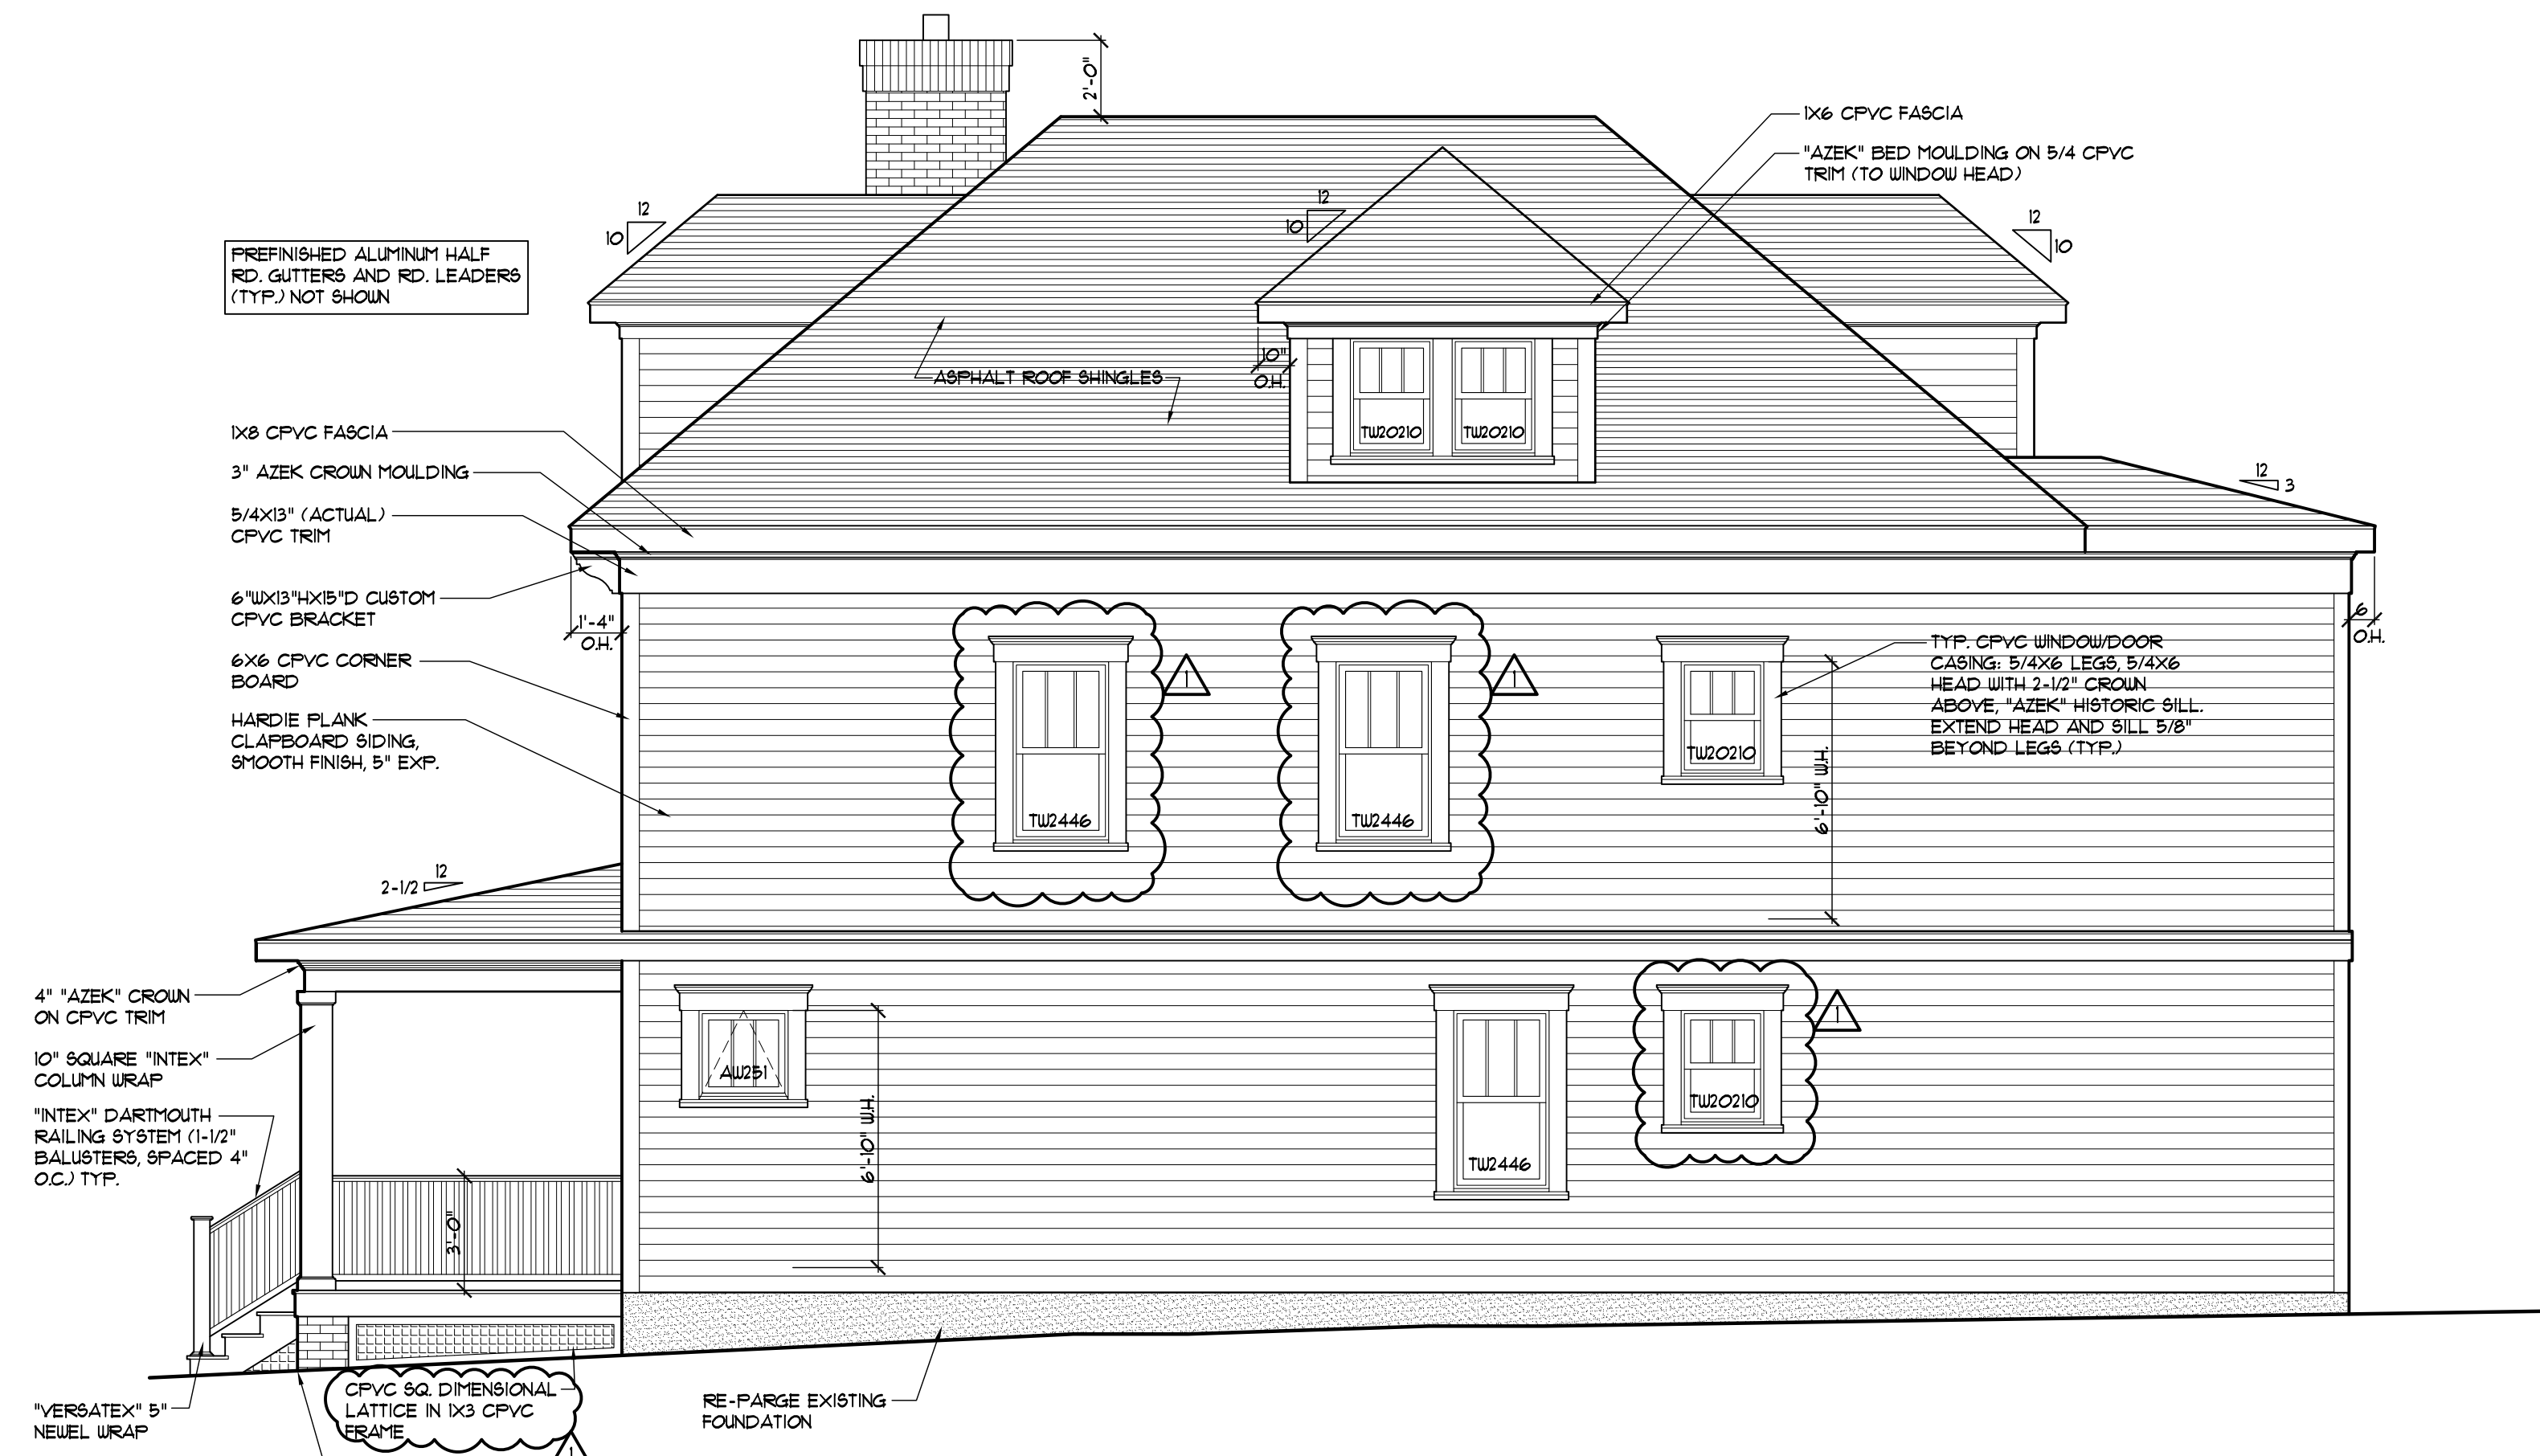 2'-0"
1X6 CPVC FASCIA
"AZEK" BED MOULDING ON 5/4 CPVC
TRIM (TO WINDOW HEAD)
12
10
12
10
12
10
PREFINISHED ALUMINUM HALF
RD. GUTTERS AND RD. LEADERS
(TYP.) NOT SHOWN
10"
O.H.
ASPHALT ROOF SHINGLES
TW20210
TW20210
1X8 CPVC FASCIA
3" AZEK CROWN MOULDING
5/4X13" (ACTUAL)
CPVC TRIM
12
3
6"WX13"HX15"D CUSTOM
CPVC BRACKET
1'-4"
O.H.
6
O.H.
6X6 CPVC CORNER
BOARD
HARDIE PLANK
CLAPBOARD SIDING,
SMOOTH FINISH, 5" EXP.
1
1
TW2446
TW2446
TW20210
6'-10" W.H.
TYP. CPVC WINDOW/DOOR
CASING: 5/4X6 LEGS, 5/4X6
HEAD WITH 2-1/2" CROWN
ABOVE, "AZEK" HISTORIC SILL.
EXTEND HEAD AND SILL 5/8"
BEYOND LEGS (TYP.)
12
2-1/2
4" "AZEK" CROWN
ON CPVC TRIM
10" SQUARE "INTEX"
COLUMN WRAP
"INTEX" DARTMOUTH
RAILING SYSTEM (1-1/2"
BALUSTERS, SPACED 4"
O.C.) TYP.
3'-0"
AW251
6'-10" W.H.
TW2446
TW20210
1
"VERSATEX" 5"
NEWEL WRAP
CPVC SQ. DIMENSIONAL
LATTICE IN 1X3 CPVC
FRAME
1
RE-PARGE EXISTING
FOUNDATION